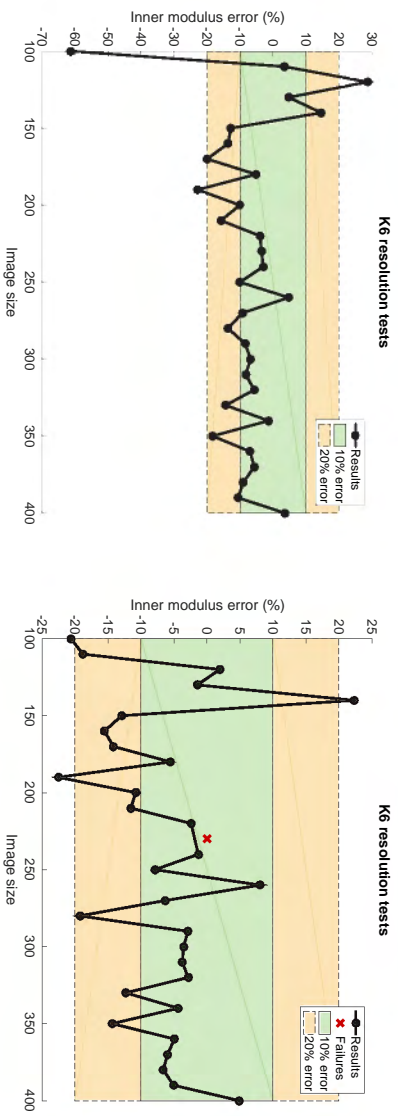 K6 resolution tests
Inner modulus error (%)
30
20
10
0
-10
-20
-30
-40
-50
-60
-70
100
150
200
250
300
350
400
Image size
Results
10% error
20% error
K6 resolution tests
Inner modulus error (%)
25
20
15
10
5
0
-5
-10
-15
-20
-25
100
150
200
250
300
350
400
Image size
Results
Failures
10% error
20% error